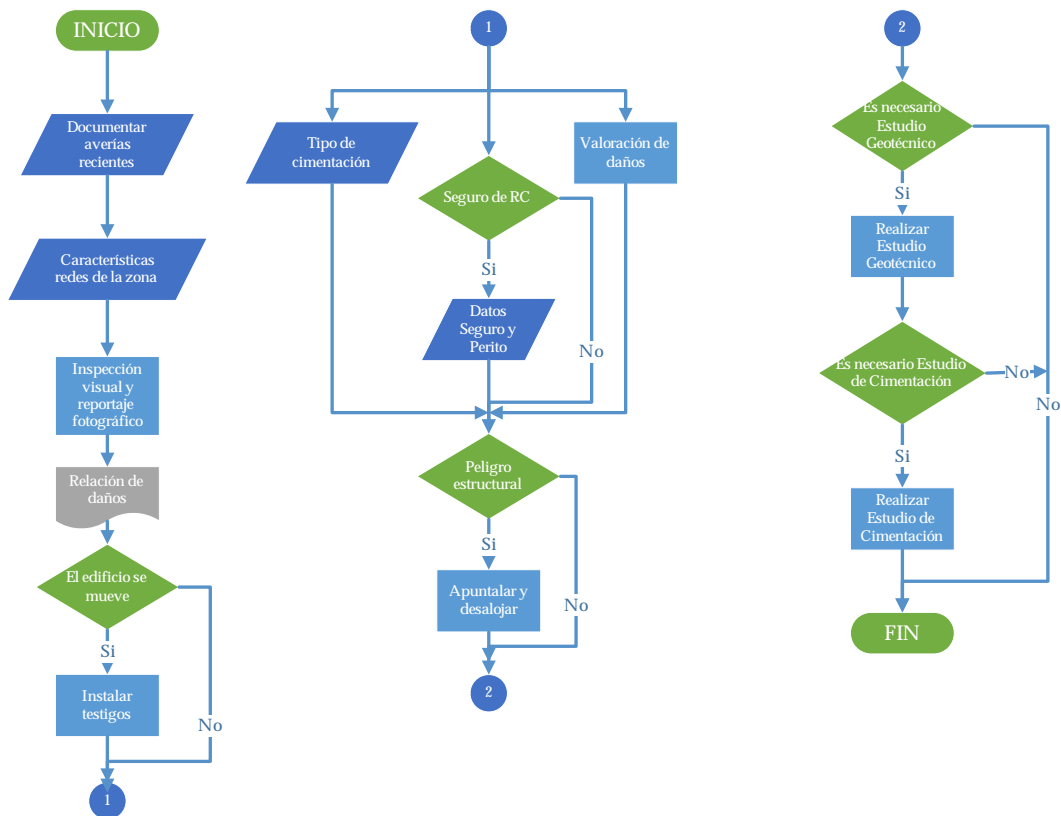 INICIO
Documentar
averías
recientes
Características
redes de la zona
Inspección
visual y
reportaje
fotográfico
Relación de
daños
El edificio se
mueve
Si
No
Instalar
testigos
1
1
Tipo de
cimentación
Seguro de RC
Valoración de
daños
Si
No
Datos
Seguro y
Perito
Peligro
estructural
Si
No
Apuntalar y
desalojar
2
2
Es necesario
Estudio
Geotécnico
Si
No
Realizar
Estudio
Geotécnico
Es necesario Estudio
de Cimentación
No
Si
Realizar
Estudio de
Cimentación
FIN